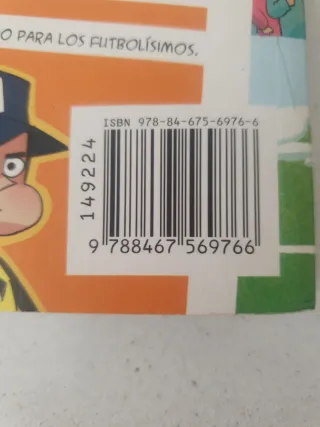 O PARA LOS FUTBOLÍSIMOS.
ISBN 978-84-675-6976-6
149224
9 788467 569766